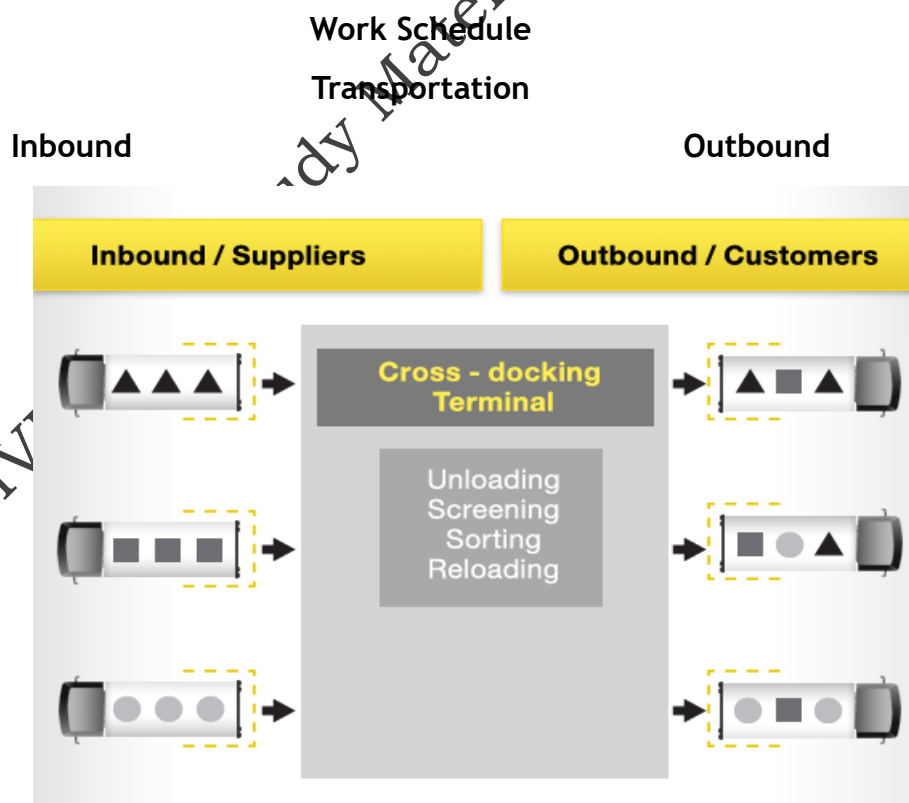 Work Schedule
Transportation
Inbound
Outbound
Inbound / Suppliers
Outbound / Customers
Cross - docking
Terminal
Unloading
Screening
Sorting
Reloading